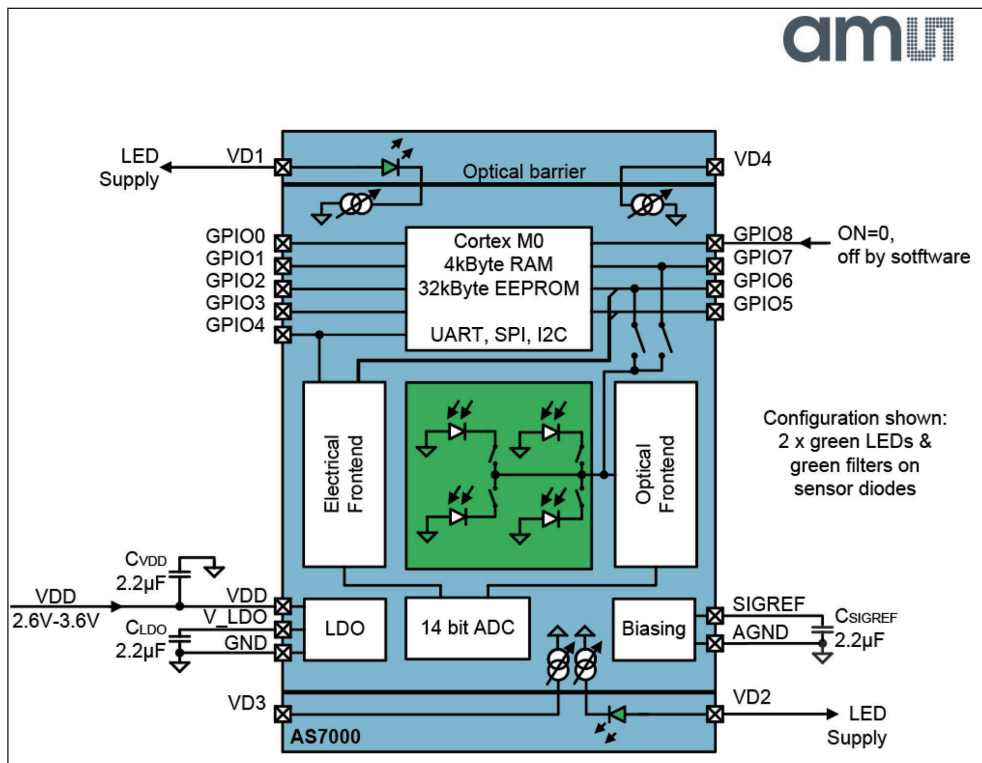 am
LED
Supply
VD1
Optical barrier
VD4
GPIO0
GPIO1
GPIO2
GPIO3
GPIO4
Cortex M0
4kByte RAM
32kByte EEPROM
UART, SPI, I2C
GPIO8
GPIO7
GPIO6
GPIO5
ON=0,
off by sotftware
Electrical
Frontend
Optical
Frontend
Configuration shown:
2 x green LEDs &
green filters on
sensor diodes
CVDD
2.2µF
VDD
2.6V-3.6V
CLDO
2.2µF
VDD
V_LDO
GND
LDO
14 bit ADC
Biasing
SIGREF
AGND
CSIGREF
2.2µF
VD3
VD2
LED
Supply
AS7000